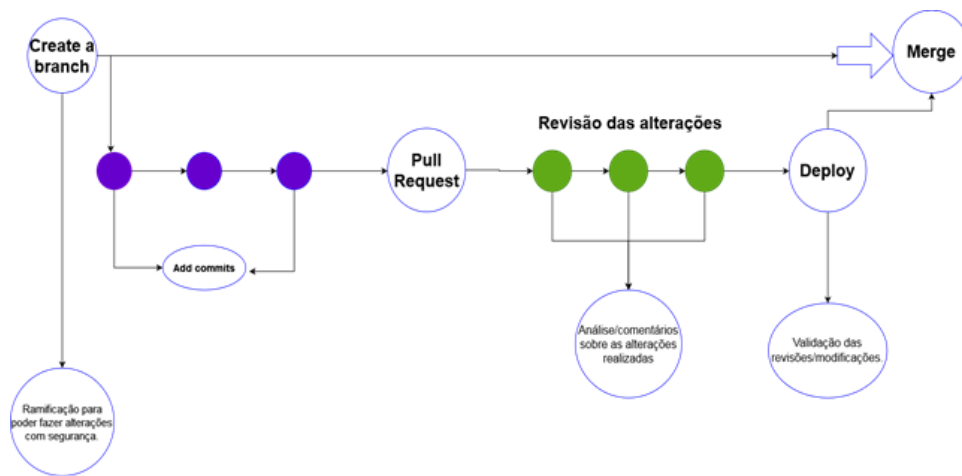 Create a
branch
Merge
Revisão das alterações
Pull
Request
Deploy
Add commits
Análise/comentários
sobre as alterações
realizadas
Validação das
revisões/modificações.
Ramificação para
poder fazer alterações
com segurança.